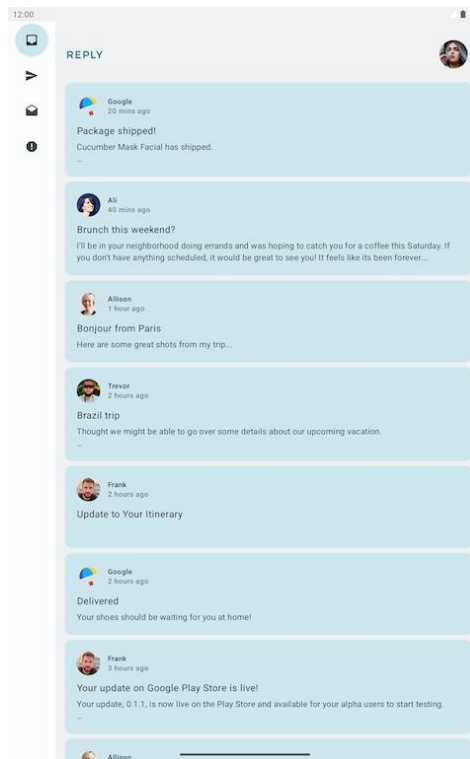 12:00
REPLY
Google
20 mins ago
Package shipped!
Cucumber Mask Facial has shipped.
...
Ali
40 mins ago
Brunch this weekend?
I'll be in your neighborhood doing errands and was hoping to catch you for a coffee this Saturday. If
you don't have anything scheduled, it would be great to see you! It feels like its been forever...
Allison
1 hour ago
Bonjour from Paris
Here are some great shots from my trip...
Trevor
2 hours ago
Brazil trip
Thought we might be able to go over some details about our upcoming vacation.
...
Frank
2 hours ago
Update to Your Itinerary
Google
2 hours ago
Delivered
Your shoes should be waiting for you at home!
Frank
3 hours ago
Your update on Google Play Store is live!
Your update, 0.1.1, is now live on the Play Store and available for your alpha users to start testing.
...
Allison